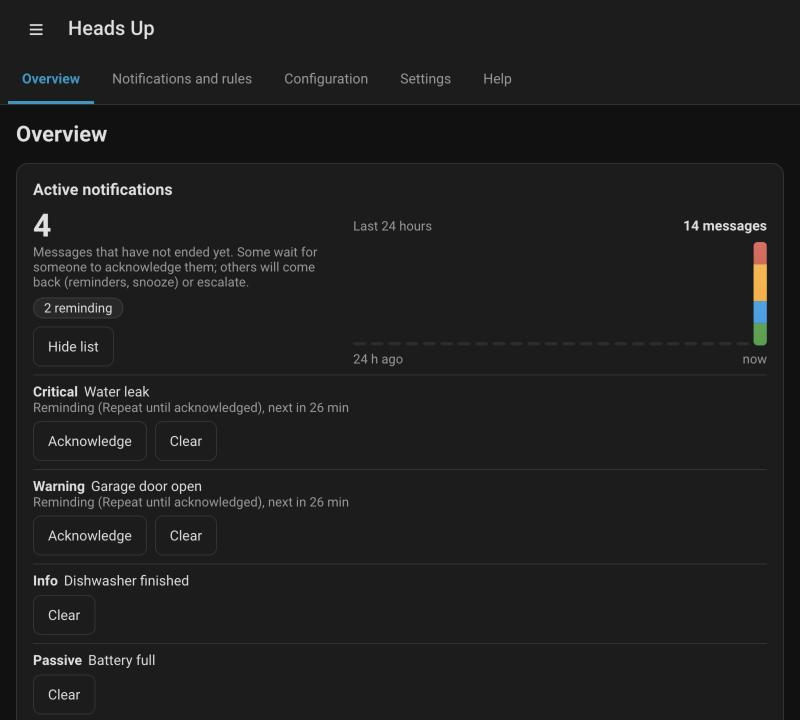 Heads Up
Overview
Notifications and rules
Configuration
Settings
Help
Overview
Active notifications
4
Messages that have not ended yet. Some wait for
someone to acknowledge them; others will come
back (reminders, snooze) or escalate.
2 reminding
Hide list
Last 24 hours
14 messages
24 h ago
now
Critical Water leak
Reminding (Repeat until acknowledged), next in 26 min
Acknowledge
Clear
Warning Garage door open
Reminding (Repeat until acknowledged), next in 26 min
Acknowledge
Clear
Info Dishwasher finished
Clear
Passive Battery full
Clear